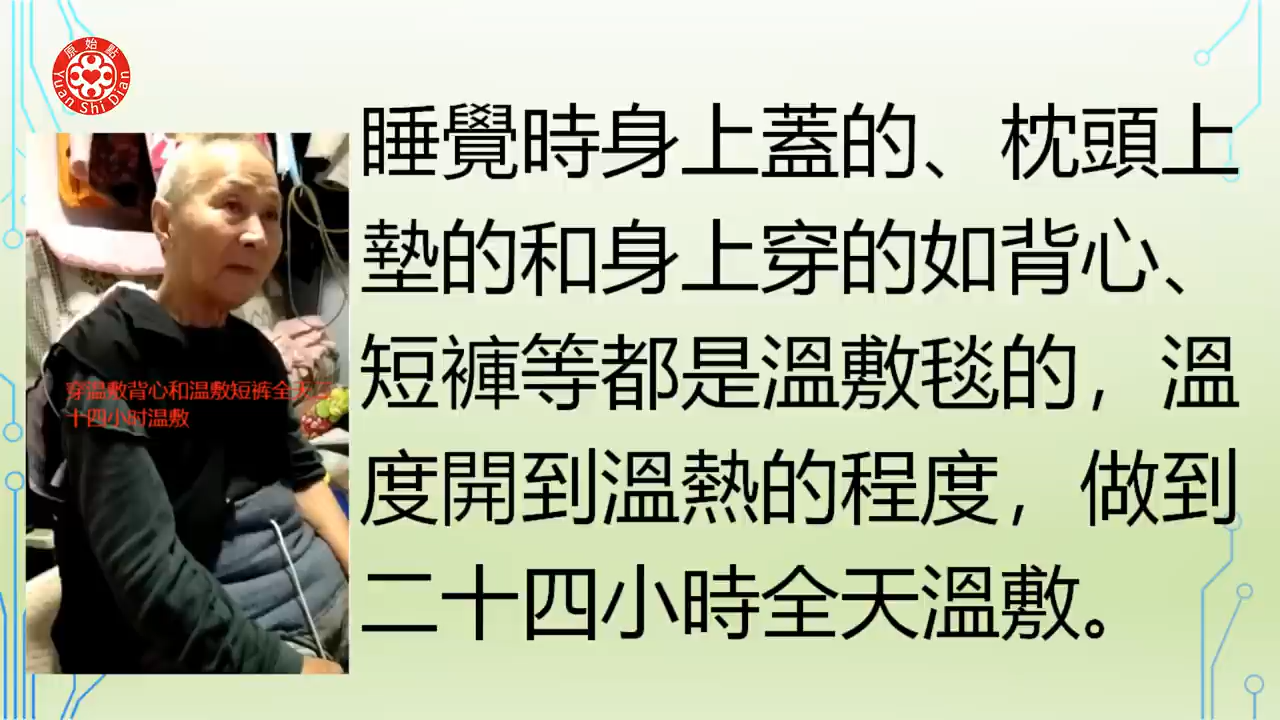 原始點
Yuan Shi Dian
睡覺時身上蓋的、枕頭上
墊的和身上穿的如背心、
短褲等都是溫敷毯的，溫
度開到溫熱的程度，做到
二十四小時全天溫敷。
穿温敷背心和温敷短裤全天二
十四小时温敷